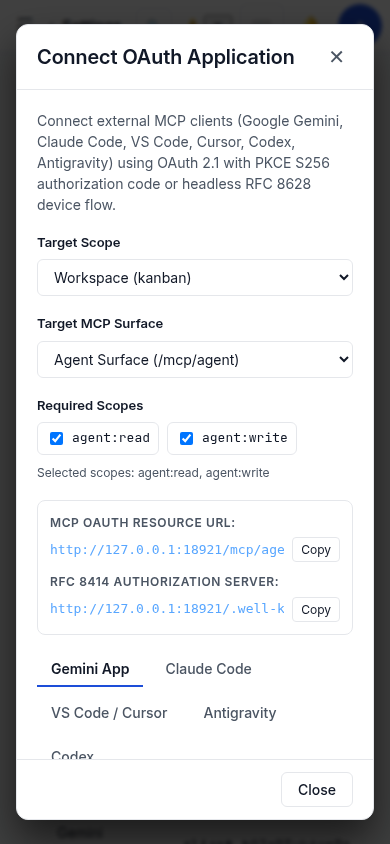 Connect OAuth Application
Connect external MCP clients (Google Gemini,
Claude Code, VS Code, Cursor, Codex,
Antigravity) using OAuth 2.1 with PKCE S256
authorization code or headless RFC 8628
device flow.
Target Scope
Workspace (kanban)
Target MCP Surface
Agent Surface (/mcp/agent)
Required Scopes
agent:read agent:write
Selected scopes: agent:read, agent:write
MCP OAUTH RESOURCE URL:
http://127.0.0.1:18921/mcp/age Copy
RFC 8414 AUTHORIZATION SERVER:
http://127.0.0.1:18921/.well-k Copy
Gemini App Claude Code
VS Code / Cursor Antigravity
Codex
Close